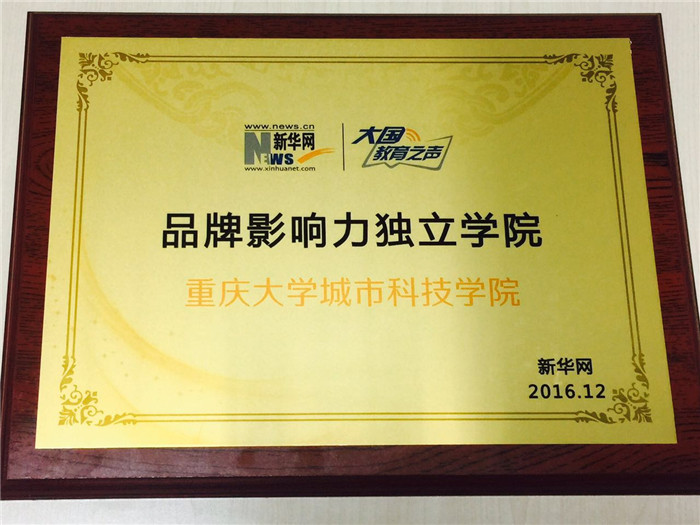 www.news.cn
NEWS 新华网
www.xinhuanet.com
大国
教育之声
品牌影响力独立学院
重庆大学城市科技学院
新华网
2016.12